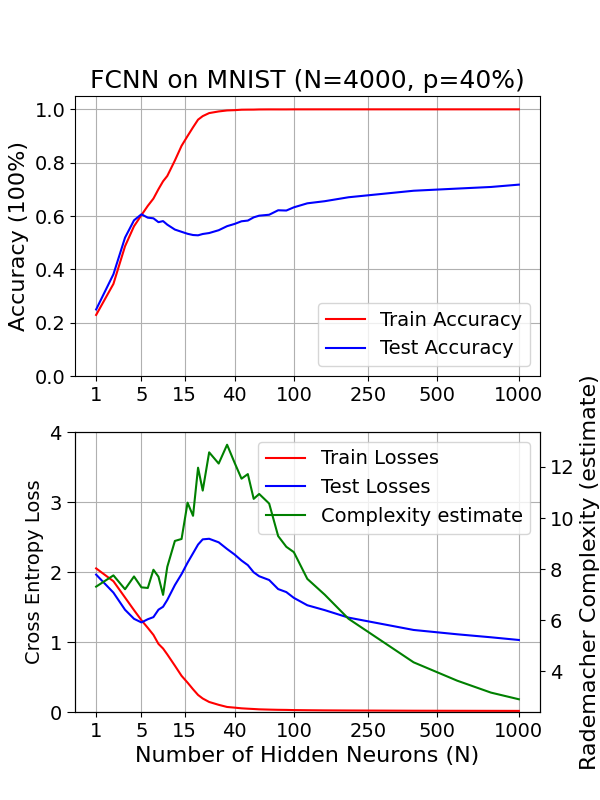 FCNN on MNIST (N=4000, p=40%)
Accuracy (100%)
1.0
0.8
0.6
0.4
0.2
0.0
Train Accuracy
Test Accuracy
1 5 15 40 100 250 500 1000
Cross Entropy Loss
4
3
2
1
0
Train Losses
Test Losses
Complexity estimate
12
10
8
6
4
Rademacher Complexity (estimate)
1 5 15 40 100 250 500 1000
Number of Hidden Neurons (N)